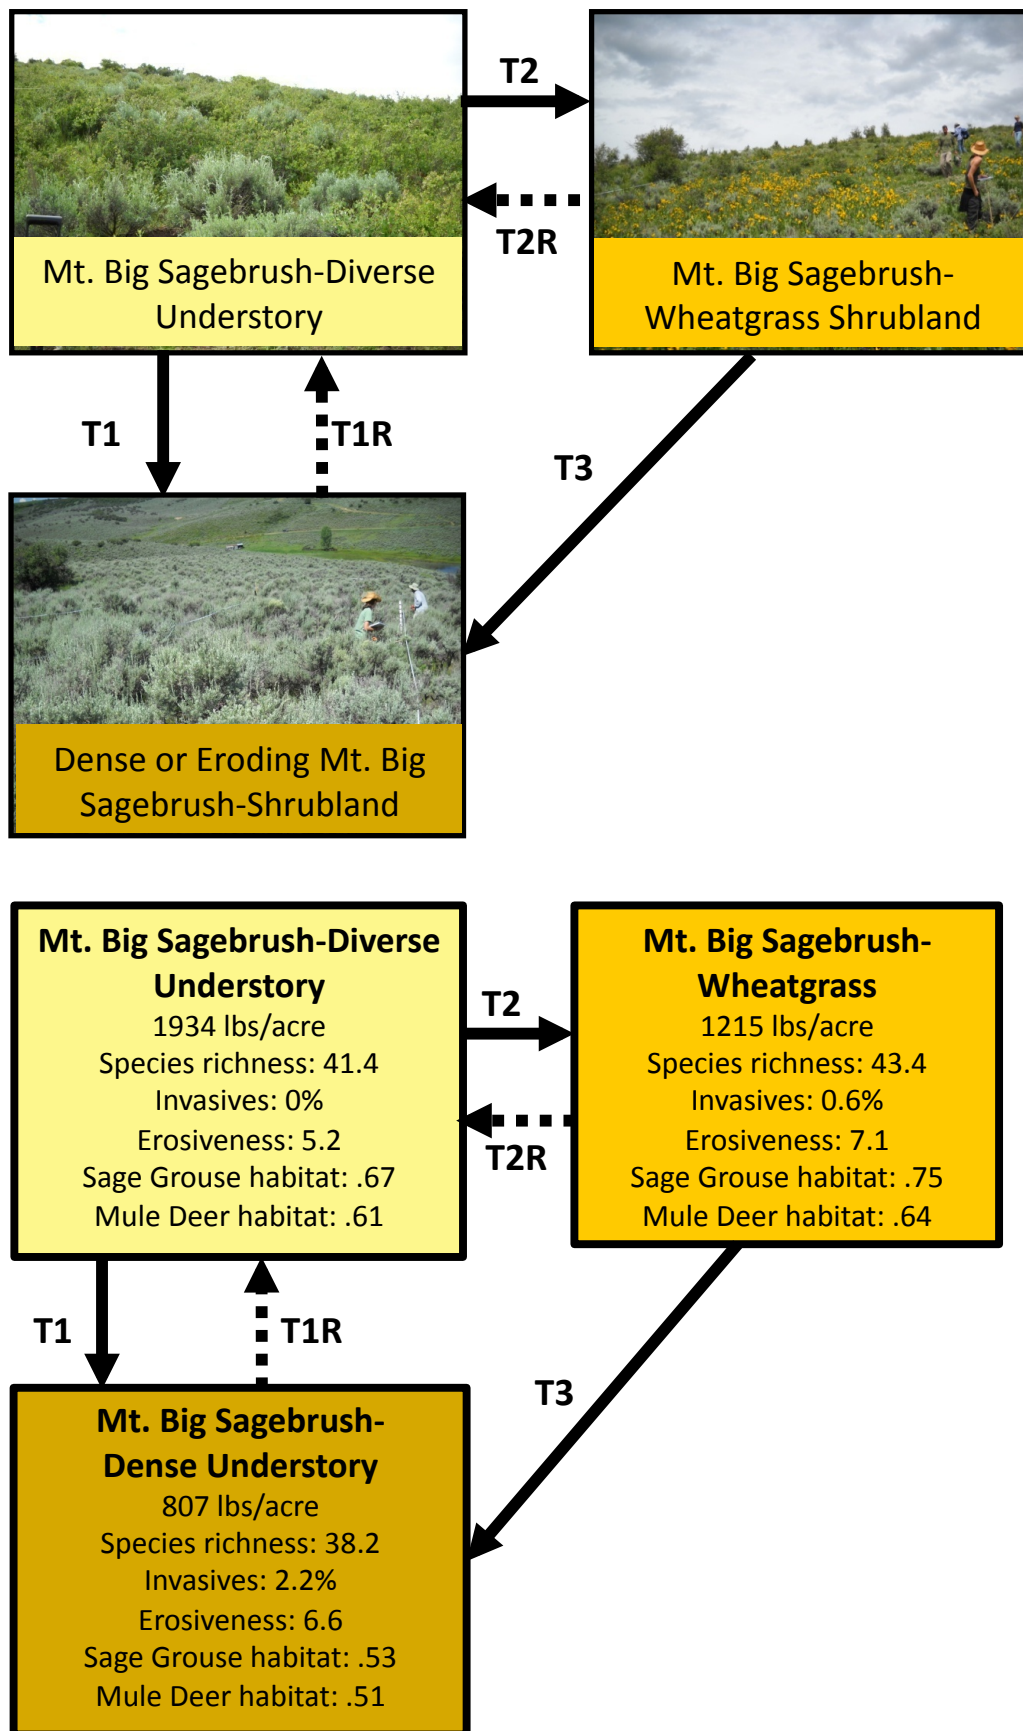 T2
T2R
Mt. Big Sagebrush-Diverse
Understory
Mt. Big Sagebrush-
Wheatgrass Shrubland
T1
T1R
T3
Dense or Eroding Mt. Big
Sagebrush-Shrubland
Mt. Big Sagebrush-Diverse
Understory
1934 lbs/acre
Species richness: 41.4
Invasives: 0%
Erosiveness: 5.2
Sage Grouse habitat: .67
Mule Deer habitat: .61
T2
T2R
Mt. Big Sagebrush-
Wheatgrass
1215 lbs/acre
Species richness: 43.4
Invasives: 0.6%
Erosiveness: 7.1
Sage Grouse habitat: .75
Mule Deer habitat: .64
T1
T1R
T3
Mt. Big Sagebrush-
Dense Understory
807 lbs/acre
Species richness: 38.2
Invasives: 2.2%
Erosiveness: 6.6
Sage Grouse habitat: .53
Mule Deer habitat: .51